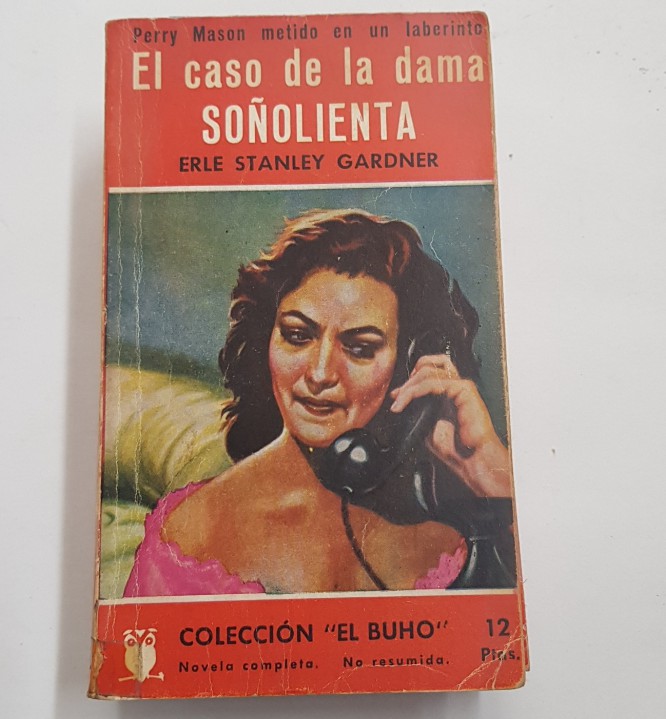 Perry Mason metido en un laberinto
El caso de la dama
SOÑOLIENTA
ERLE STANLEY GARDNER
COLECCIÓN "EL BUHO" 12
Novela completa. No resumida. Ptas.